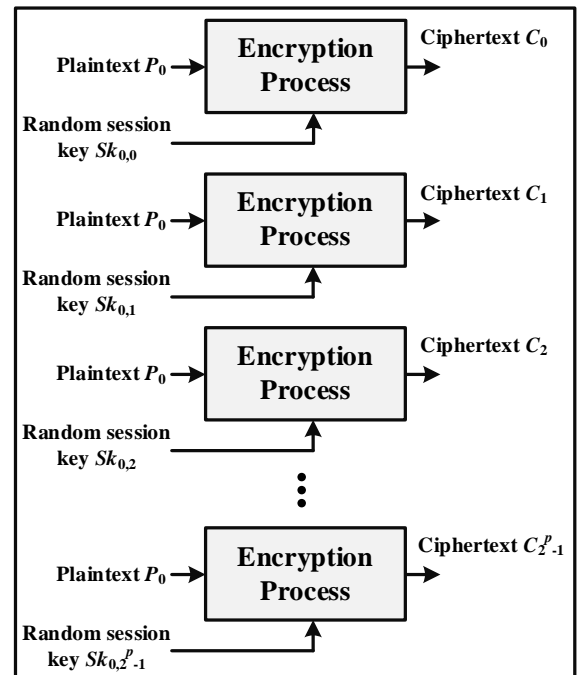 Ciphertext C₀
Encryption
Process
Plaintext P₀
Random session
key Sk₀,₀
Ciphertext C₁
Encryption
Process
Plaintext P₀
Random session
key Sk₀,₁
Ciphertext C₂
Encryption
Process
Plaintext P₀
Random session
key Sk₀,₂
Ciphertext C₂ᵖ₋₁
Encryption
Process
Plaintext P₀
Random session
key Sk₀,₂ᵖ₋₁